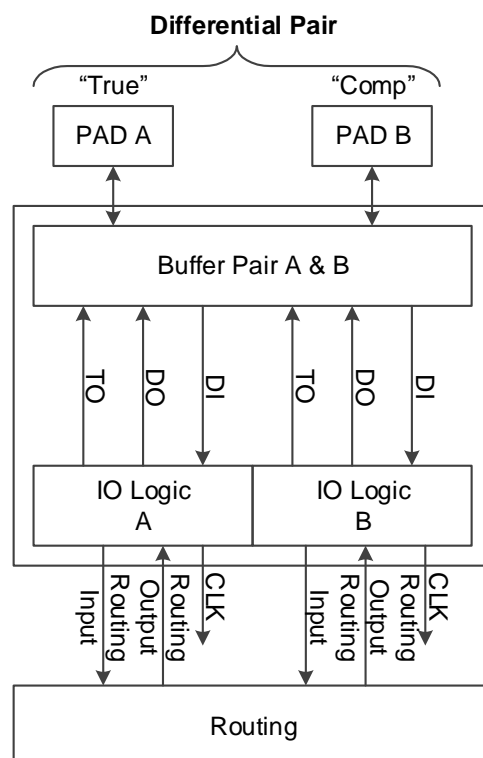 Differential Pair
“True”
“Comp”
PAD A
PAD B
Buffer Pair A & B
TO
DO
DI
TO
DO
DI
IO Logic
A
IO Logic
B
Routing
Input
Routing
Output
CLK
Routing
Input
Routing
Output
CLK
Routing